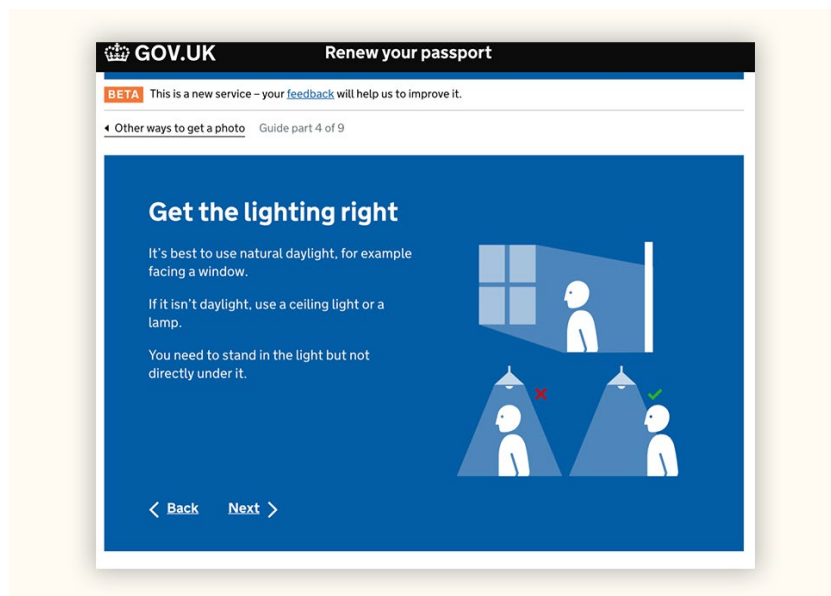 GOV.UK Renew your passport
BETA This is a new service – your feedback will help us to improve it.
Other ways to get a photo Guide part 4 of 9
Get the lighting right
It’s best to use natural daylight, for example
facing a window.
If it isn’t daylight, use a ceiling light or a
lamp.
You need to stand in the light but not
directly under it.
Back Next